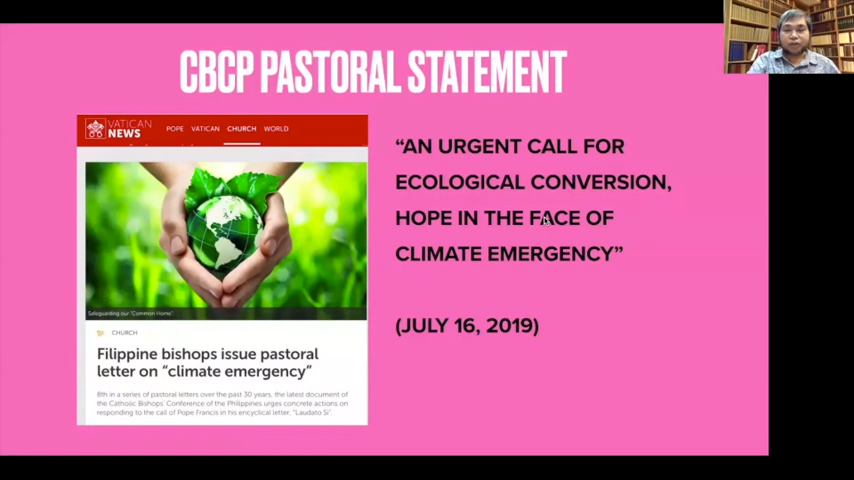 CBCP PASTORAL STATEMENT
VATICAN
NEWS
POPE VATICAN CHURCH WORLD
Safeguarding our "Common Home"
CHURCH
Filippine bishops issue pastoral
letter on "climate emergency"
8th in a series of pastoral letters over the past 30 years, the latest document of
the Catholic Bishops' Conference of the Philippines urges concrete actions on
responding to the call of Pope Francis in his encyclical letter, "Laudato Si".
“AN URGENT CALL FOR
ECOLOGICAL CONVERSION,
HOPE IN THE FACE OF
CLIMATE EMERGENCY”
(JULY 16, 2019)